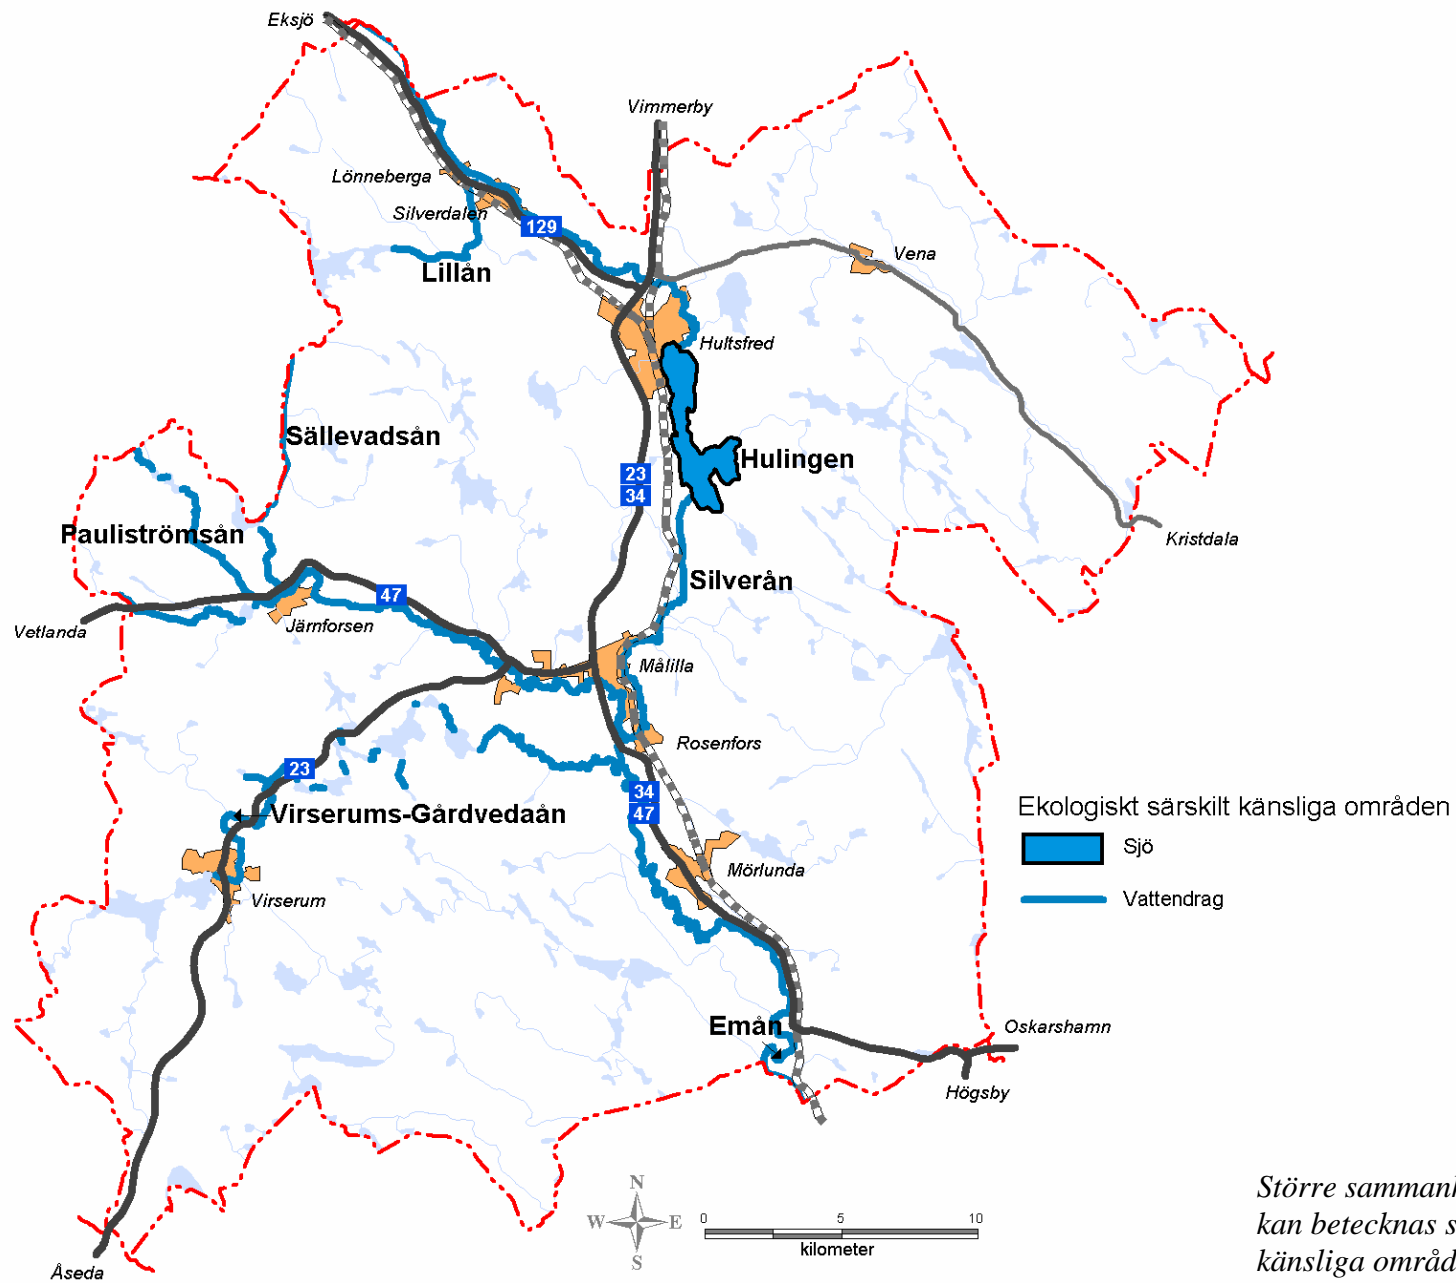 Eksjö
Vimmerby
Lönneberga
Silverdalen
129
Vena
Lillån
Hultsfred
Sällevadsån
Hulingen
23
34
Pauliströmsån
Kristdala
Silverån
47
Vetlanda
Järnforsen
Målilla
Rosenfors
23
34
47
Virserums-Gårdvedaån
Ekologiskt särskilt känsliga områden
Sjö
Vattendrag
Mörlunda
Virserum
Emån
Oskarshamn
Högsby
N
W
E
S
0
5
10
kilometer
Åseda
Större
kan betecknas
känsliga